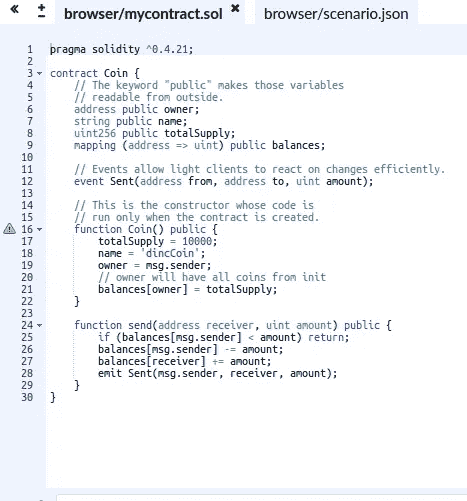 « + - browser/mycontract.sol ✖ browser/scenario.json
1 pragma solidity ^0.4.21;
2
3 contract Coin {
4     // The keyword "public" makes those variables
5     // readable from outside.
6     address public owner;
7     string public name;
8     uint256 public totalSupply;
9     mapping (address => uint) public balances;
10
11     // Events allow light clients to react on changes efficiently.
12     event Sent(address from, address to, uint amount);
13
14     // This is the constructor whose code is
15     // run only when the contract is created.
16     function Coin() public {
17         totalSupply = 10000;
18         name = 'dincCoin';
19         owner = msg.sender;
20         // owner will have all coins from init
21         balances[owner] = totalSupply;
22     }
23
24     function send(address receiver, uint amount) public {
25         if (balances[msg.sender] < amount) return;
26         balances[msg.sender] -= amount;
27         balances[receiver] += amount;
28         emit Sent(msg.sender, receiver, amount);
29     }
30 }